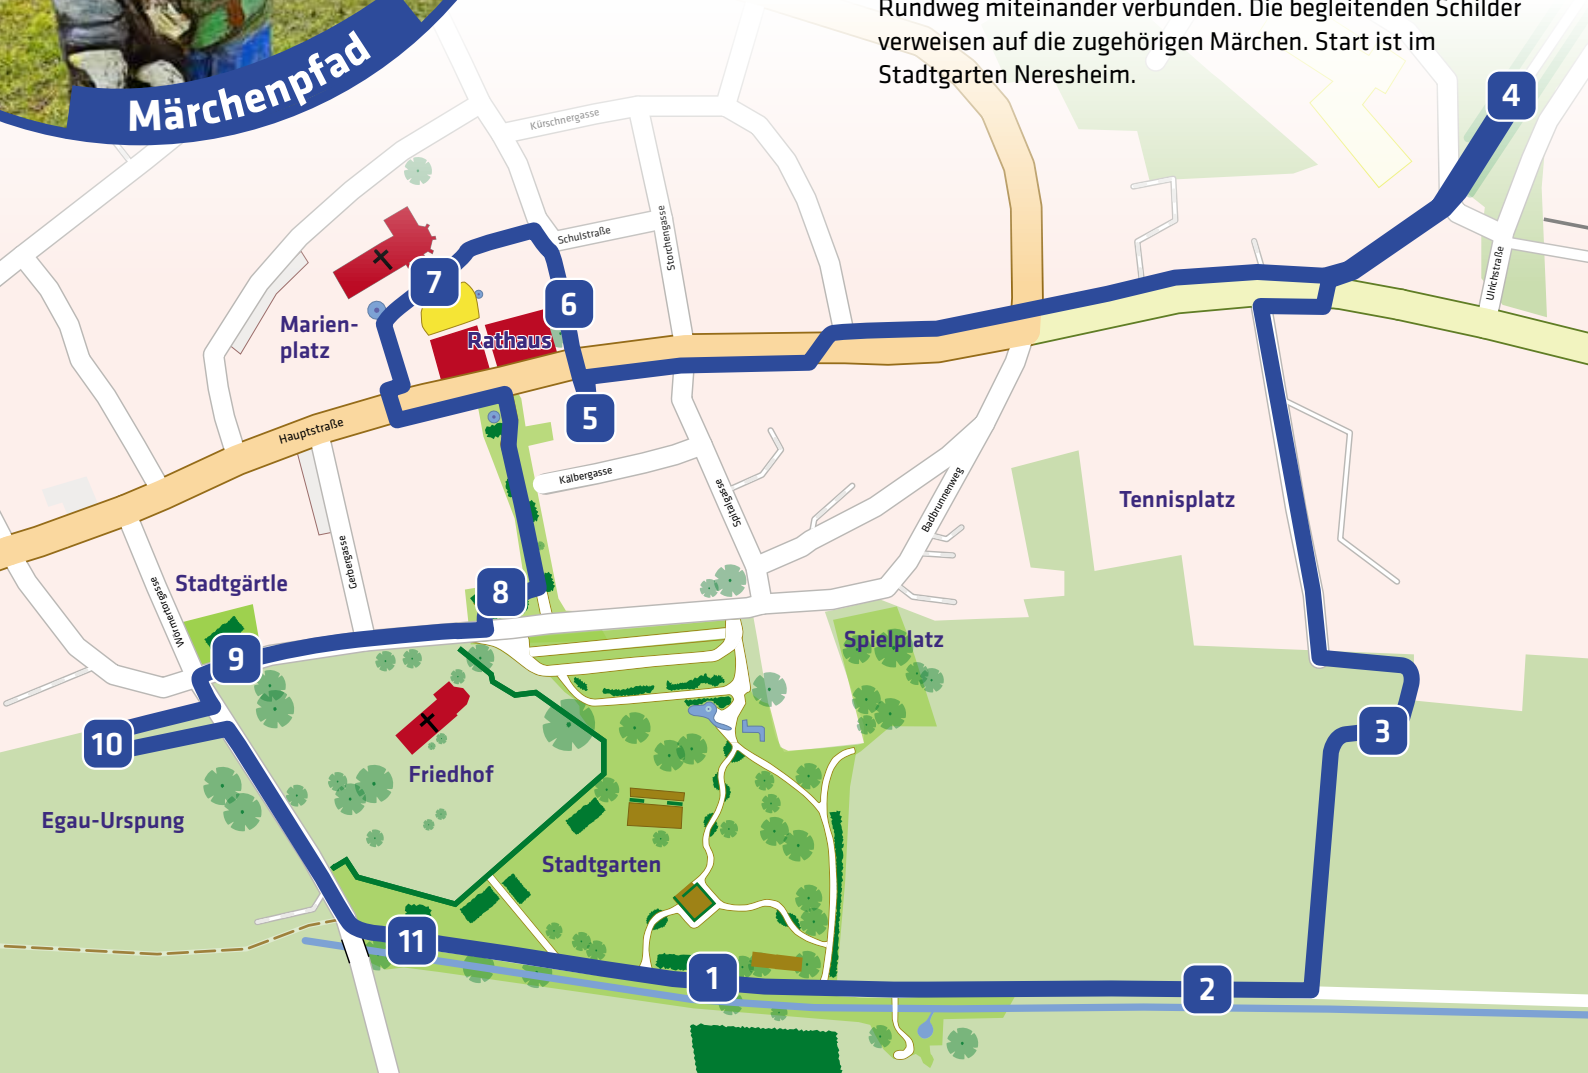 Rundweg miteinander verbunden. Die begleitenden Schilder
verweisen auf die zugehörigen Märchen. Start ist im
Stadtgarten Neresheim.
Märchenpfad
4
Kürschnergasse
Schulstraße
Storchengasse
Ulrichstraße
7
6
Marien-
platz
Rathaus
5
Hauptstraße
Kälbergasse
Spitalgasse
Badbrunnenweg
Tennisplatz
Gerbergasse
Wörmertorgasse
Stadtgärtle
8
9
Spielplatz
10
3
Friedhof
Egau-Urspung
Stadtgarten
11
1
2